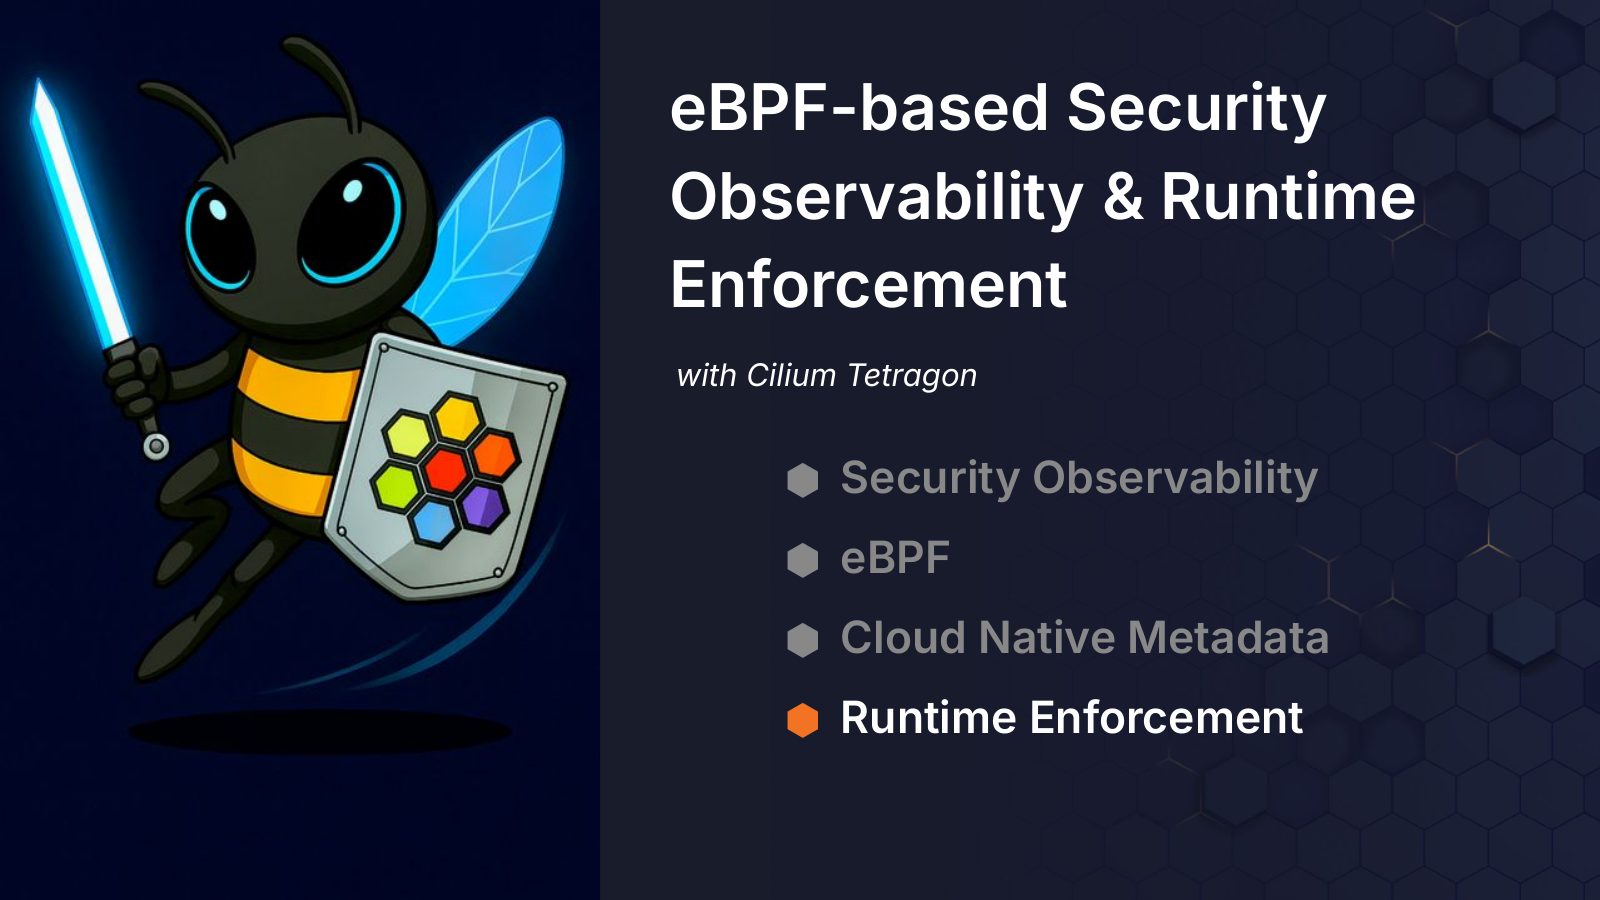 eBPF-based Security
Observability & Runtime
Enforcement
with Cilium Tetragon
Security Observability
eBPF
Cloud Native Metadata
Runtime Enforcement